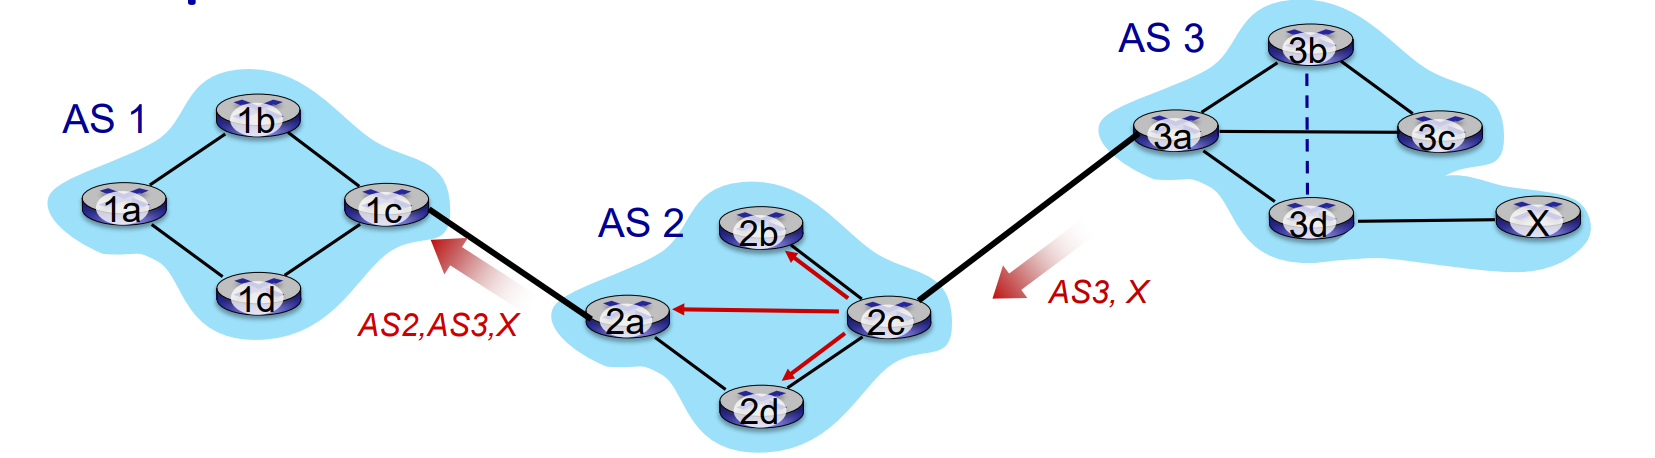 AS 1
1b
1a
1c
1d
AS2,AS3,X
AS 2
2b
2a
2c
2d
AS3, X
AS 3
3b
3a
3c
3d
X